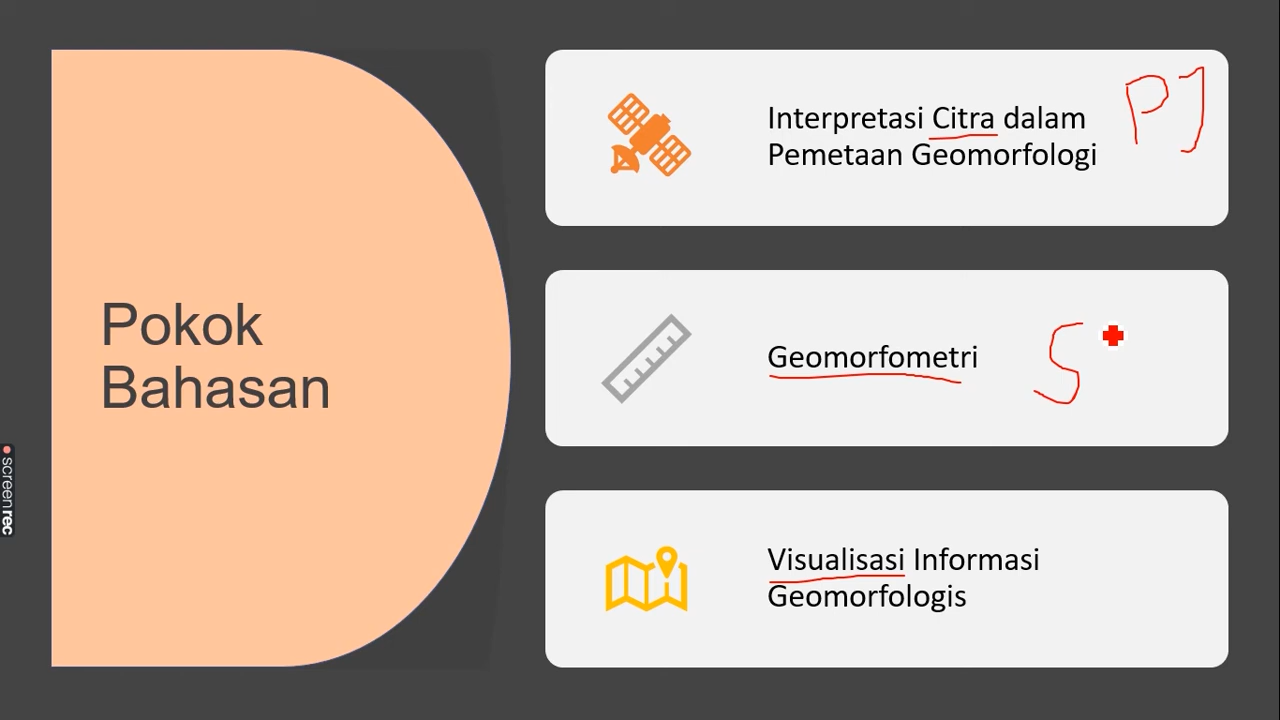 Pokok
Bahasan
Interpretasi Citra dalam
Pemetaan Geomorfologi
PJ
Geomorfometri
S
Visualisasi Informasi
Geomorfologis
screenrec